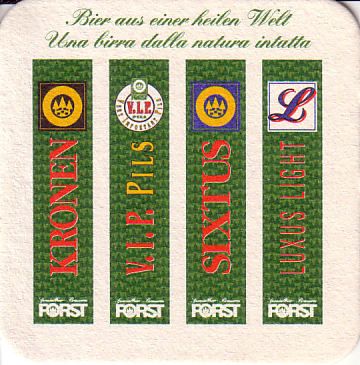 Bier aus einer heilen Welt
Una birra dalla natura intatta
KRONEN
FORST
V.I.P.
V.I.P. PILS
FORST
SIXTUS
FORST
L
LUXUS LIGHT
FORST